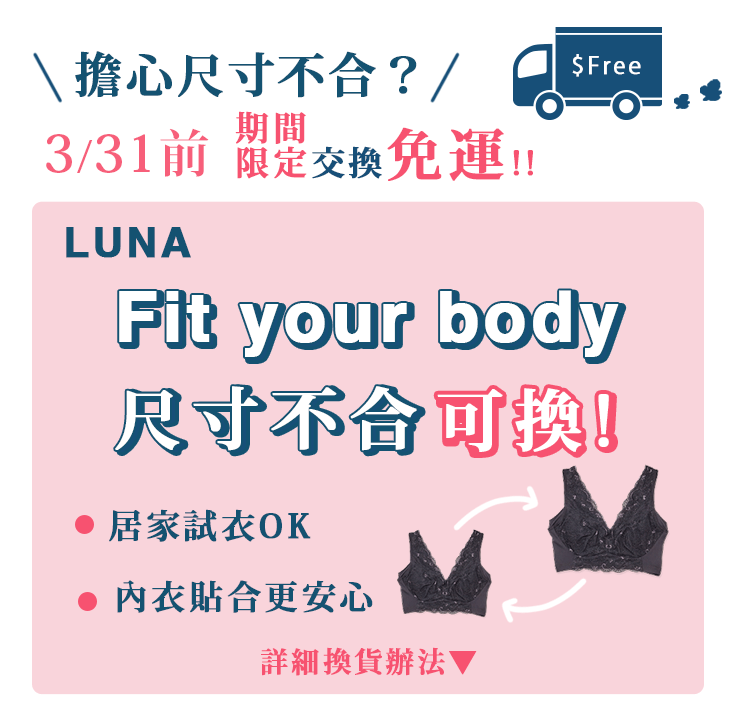 \擔心尺寸不合？/
$Free
3/31前 期間限定交換免運!!
LUNA
Fit your body
尺寸不合可換!
居家試衣OK
內衣貼合更安心
詳細換貨辦法▼